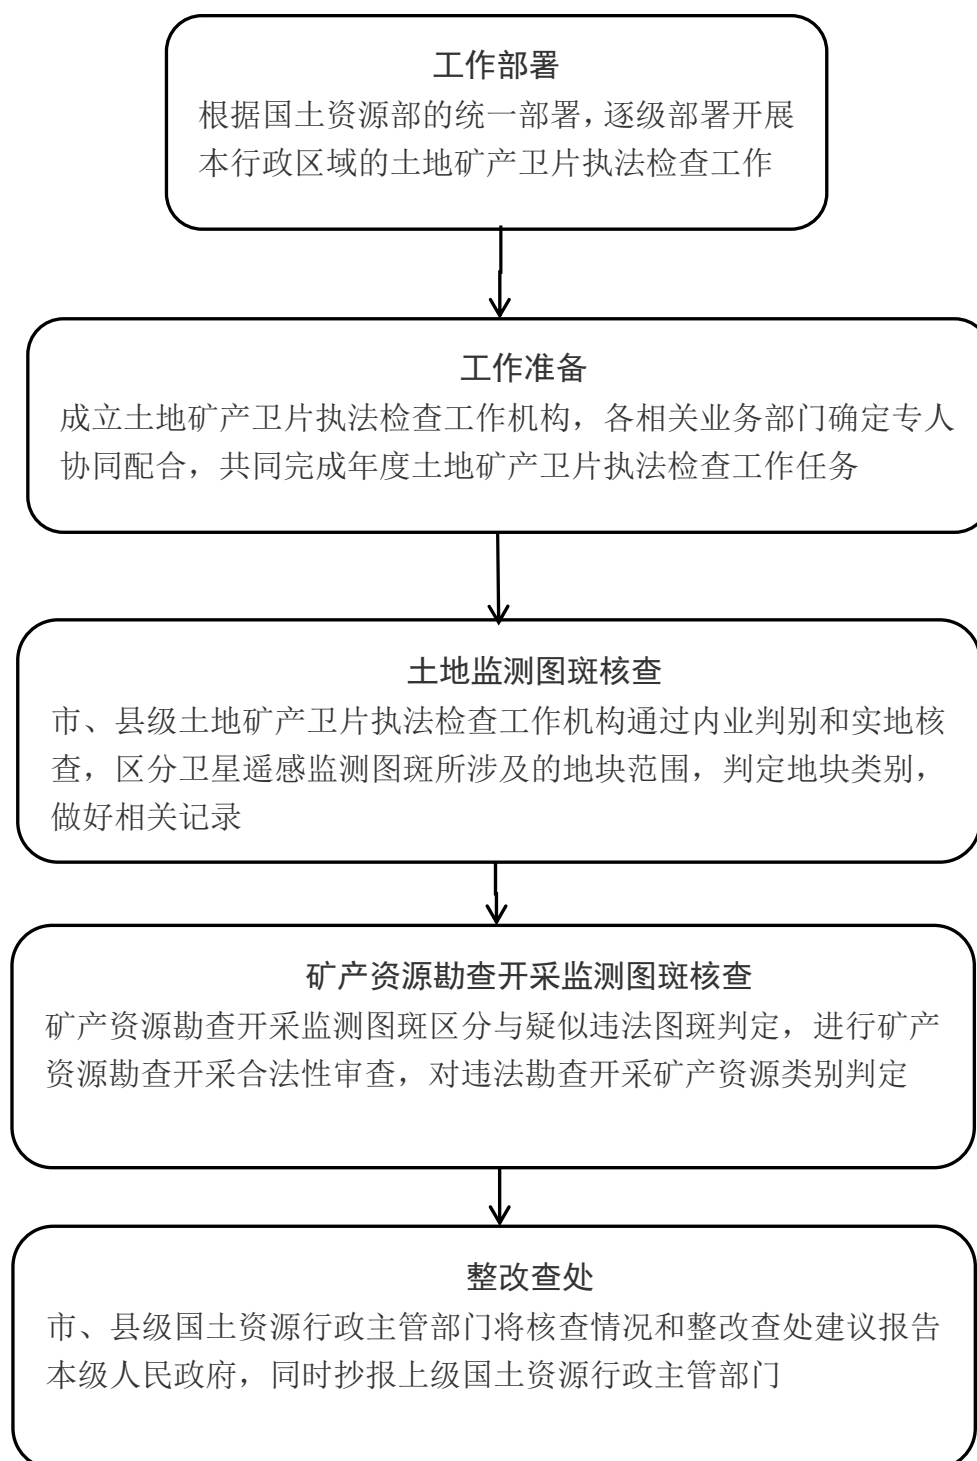 工作部署
根据国土资源部的统一部署，逐级部署开展
本行政区域的土地矿产卫片执法检查工作
工作准备
成立土地矿产卫片执法检查工作机构，各相关业务部门确定专人
协同配合，共同完成年度土地矿产卫片执法检查工作任务
土地监测图斑核查
市、县级土地矿产卫片执法检查工作机构通过内业判别和实地核
查，区分卫星遥感监测图斑所涉及的地块范围，判定地块类别，
做好相关记录
矿产资源勘查开采监测图斑核查
矿产资源勘查开采监测图斑区分与疑似违法图斑判定，进行矿产
资源勘查开采合法性审查，对违法勘查开采矿产资源类别判定
整改查处
市、县级国土资源行政主管部门将核查情况和整改查处建议报告
本级人民政府，同时抄报上级国土资源行政主管部门